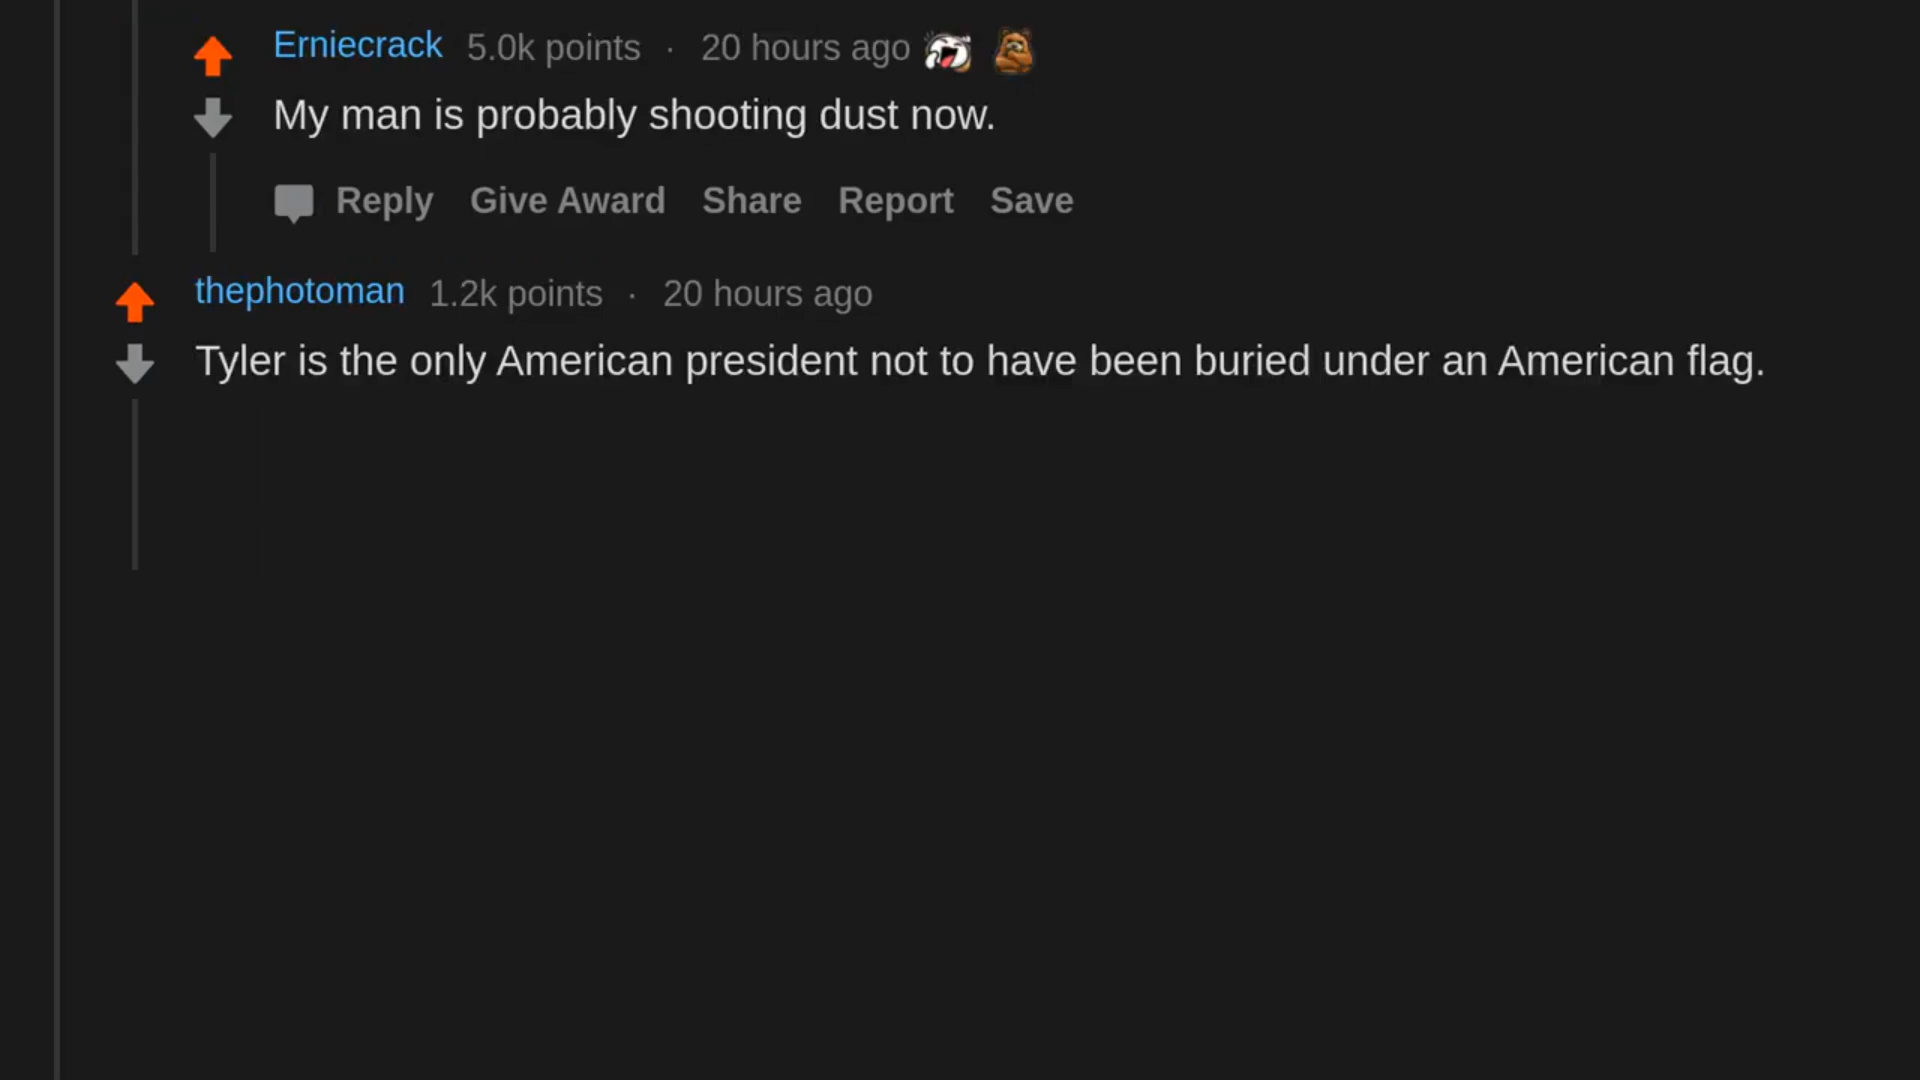 Erniecrack 5.0k points · 20 hours ago
My man is probably shooting dust now.
Reply Give Award Share Report Save
thephotoman 1.2k points · 20 hours ago
Tyler is the only American president not to have been buried under an American flag.